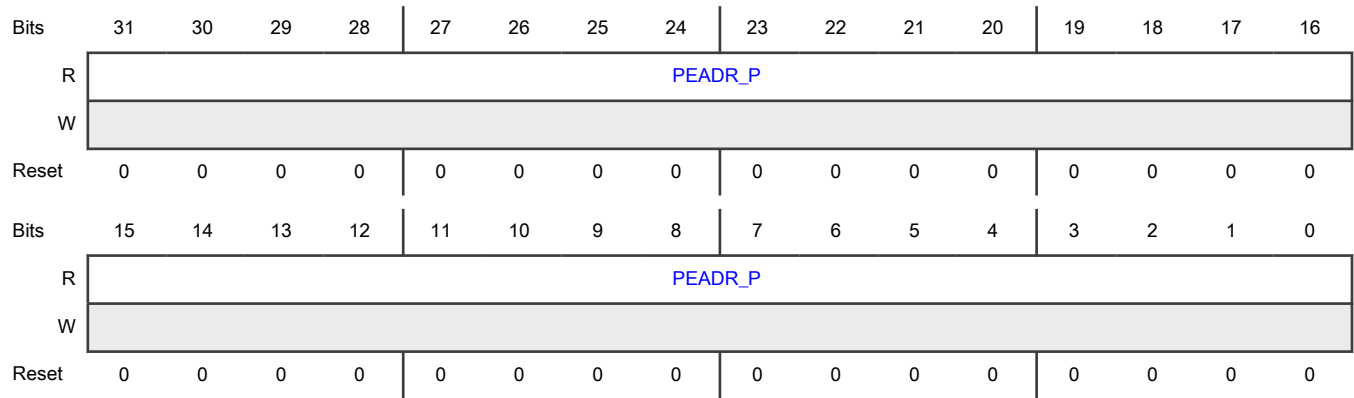 Bits 31 30 29 28 27 26 25 24 23 22 21 20 19 18 17 16
R PEADR_P
W
Reset 0 0 0 0 0 0 0 0 0 0 0 0 0 0 0 0
Bits 15 14 13 12 11 10 9 8 7 6 5 4 3 2 1 0
R PEADR_P
W
Reset 0 0 0 0 0 0 0 0 0 0 0 0 0 0 0 0